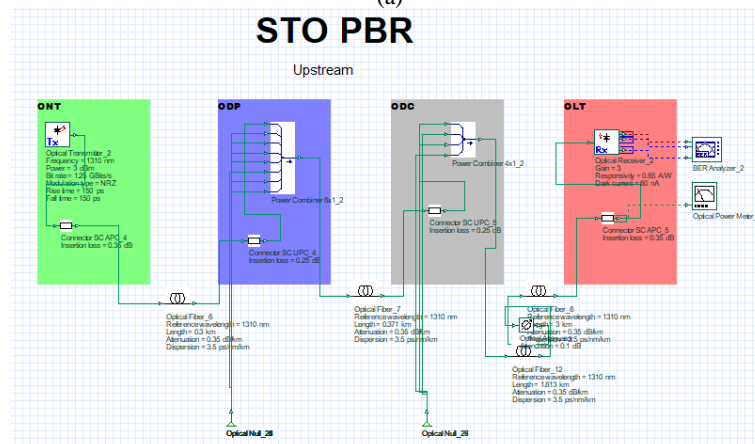 (a)
STO PBR
Upstream
ONT
Tx
Optical Transmitter_2
Frequency = 1310 nm
Power = 3 dBm
Bit rate = 1.25 GBits/s
Modulation type = NRZ
Rise time = 150 ps
Fall time = 150 ps
Connector SC APC_4
Insertion loss = 0.35 dB
Optical Fiber_6
Reference wavelength = 1310 nm
Length = 0.3 km
Attenuation = 0.35 dB/km
Dispersion = 3.5 ps/nm/km
ODP
Power Combiner 8x1_2
Connector SC UPC_4
Insertion loss = 0.25 dB
Optical Fiber_7
Reference wavelength = 1310 nm
Length = 0.371 km
Attenuation = 0.35 dB/km
Dispersion = 3.5 ps/nm/km
ODC
Power Combiner 4x1_2
Connector SC UPC_5
Insertion loss = 0.25 dB
OLT
Rx
Optical Receiver_2
Gain = 3
Responsivity = 0.85 A/W
Dark current =
nA
BER Analyzer_2
Optical Power Meter
Connector SC APC_5
Insertion loss = 0.35 dB
Optical Fiber_8
Reference wavelength = 1310 nm
= 3 km
= 0.35 dB/km
= 0.1 dB
Optical Fiber_12
Reference wavelength = 1310 nm
Length = 1.813 km
Attenuation = 0.35 dB/km
Dispersion = 3.5 ps/nm/km
Optical Null
Optical Null